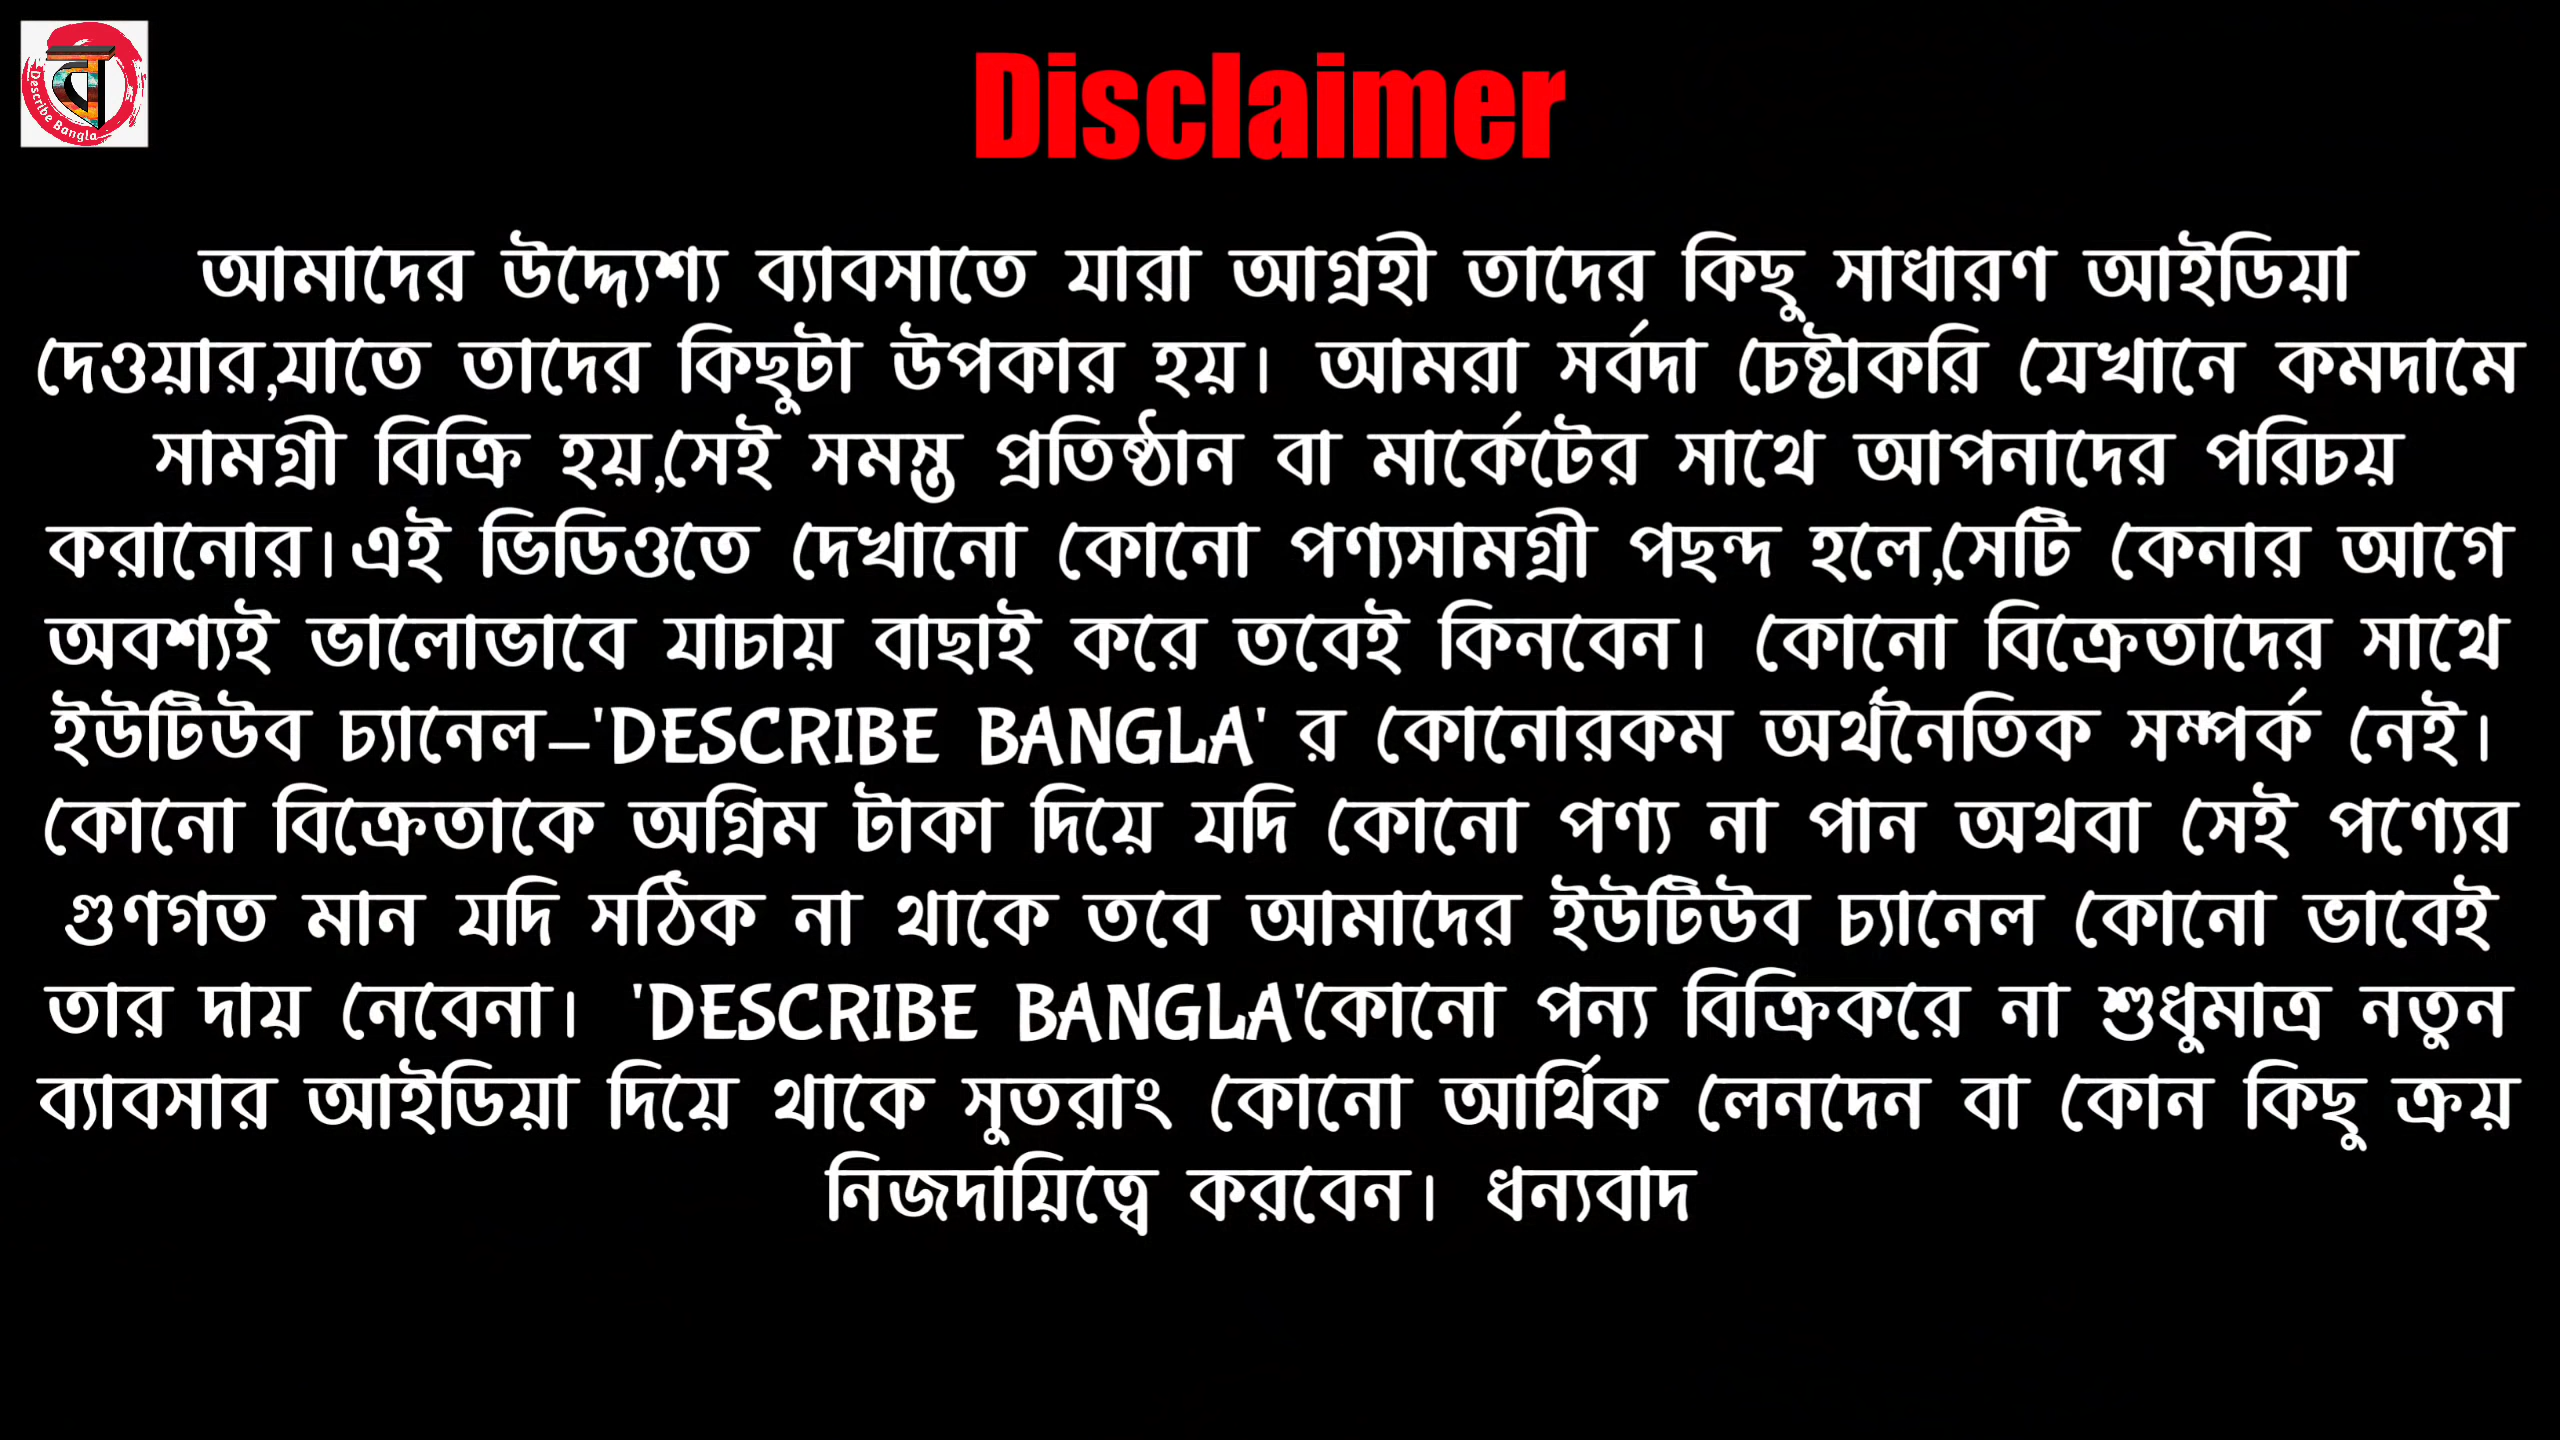 Describe Bangla
Disclaimer
আমাদের উদ্দ্যেশ্য ব্যাবসাতে যারা আগ্রহী তাদের কিছু সাধারণ আইডিয়া
দেওয়ার,যাতে তাদের কিছুটা উপকার হয়। আমরা সর্বদা চেষ্টাকরি যেখানে কমদামে
সামগ্রী বিক্রি হয়,সেই সমস্ত প্রতিষ্ঠান বা মার্কেটের সাথে আপনাদের পরিচয়
করানোর। এই ভিডিওতে দেখানো কোনো পণ্যসামগ্রী পছন্দ হলে,সেটি কেনার আগে
অবশ্যই ভালোভাবে যাচায় বাছাই করে তবেই কিনবেন। কোনো বিক্রেতাদের সাথে
ইউটিউব চ্যানেল–'DESCRIBE BANGLA' র কোনোরকম অর্থনৈতিক সম্পর্ক নেই।
কোনো বিক্রেতাকে অগ্রিম টাকা দিয়ে যদি কোনো পণ্য না পান অথবা সেই পণ্যের
গুণগত মান যদি সঠিক না থাকে তবে আমাদের ইউটিউব চ্যানেল কোনো ভাবেই
তার দায় নেবেনা। 'DESCRIBE BANGLA'কোনো পন্য বিক্রিকরে না শুধুমাত্র নতুন
ব্যাবসার আইডিয়া দিয়ে থাকে সুতরাং কোনো আর্থিক লেনদেন বা কোন কিছু ক্রয়
নিজদায়িত্বে করবেন। ধন্যবাদ